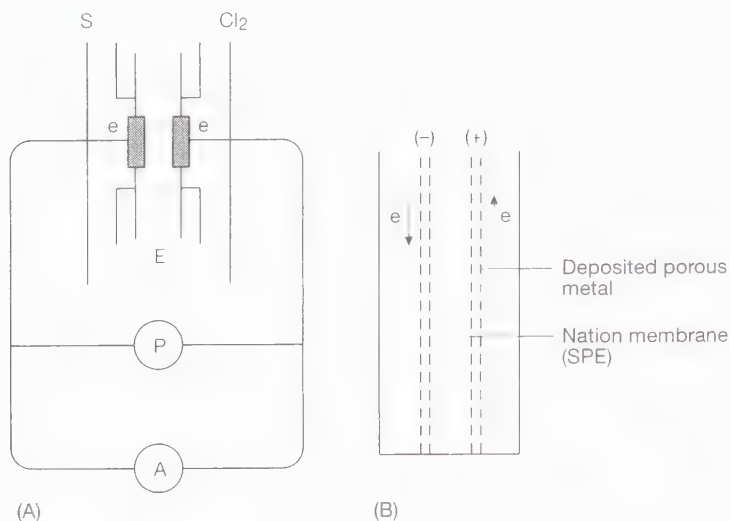 S Cl₂
e e
E
P
A
(A)
(-) (+)
e e
Deposited porous
metal
Nation membrane
(SPE)
(B)